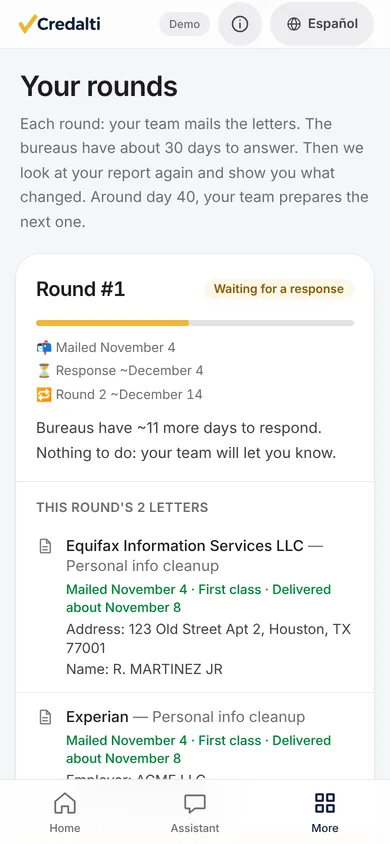 Credalti
Demo
Español
Your rounds
Each round: your team mails the letters. The
bureaus have about 30 days to answer. Then we
look at your report again and show you what
changed. Around day 40, your team prepares the
next one.
Round #1
Waiting for a response
Mailed November 4
Response ~December 4
Round 2 ~December 14
Bureaus have ~11 more days to respond.
Nothing to do: your team will let you know.
THIS ROUND'S 2 LETTERS
Equifax Information Services LLC —
Personal info cleanup
Mailed November 4 · First class · Delivered
about November 8
Address: 123 Old Street Apt 2, Houston, TX
77001
Name: R. MARTINEZ JR
Experian — Personal info cleanup
Mailed November 4 · First class · Delivered
about November 8
Employer: ACME LLC
Home
Assistant
More